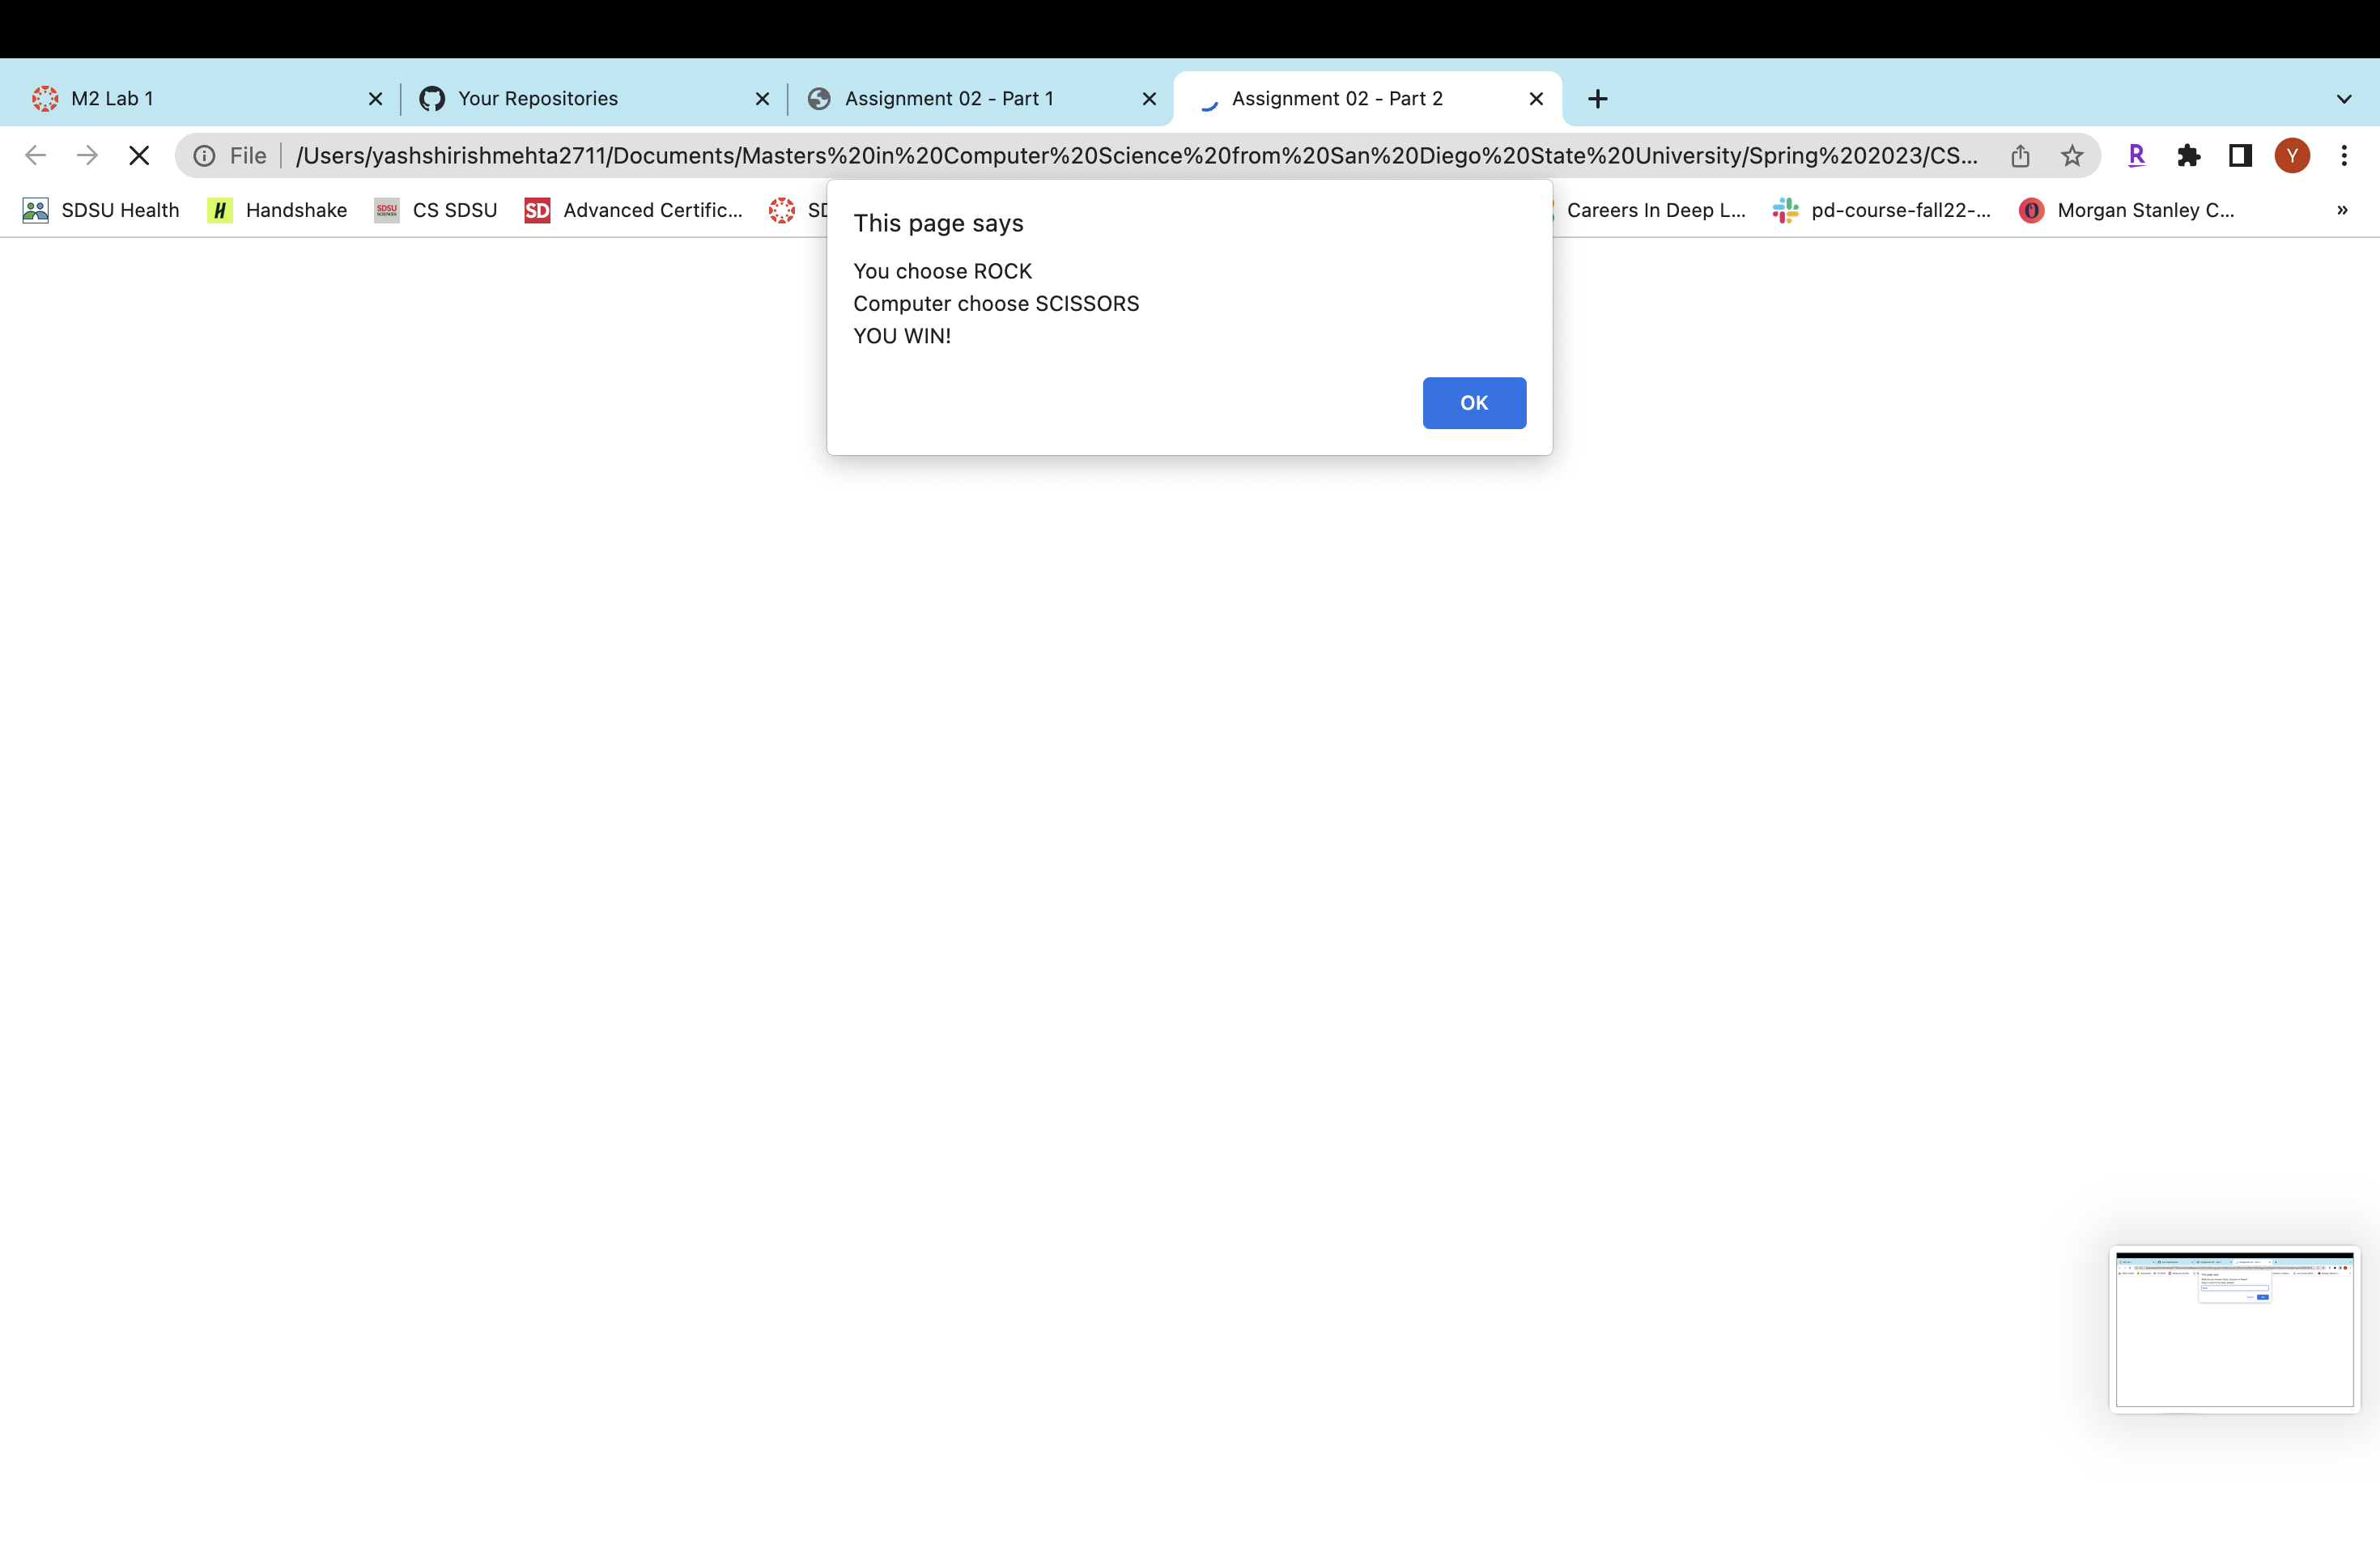 M2 Lab 1
Your Repositories
Assignment 02 - Part 1
Assignment 02 - Part 2
File
/Users/yashshirishmehta2711/Documents/Masters%20in%20Computer%20Science%20from%20San%20Diego%20State%20University/Spring%202023/CS...
R
Y
SDSU Health
H Handshake
SDSU CS SDSU
SD Advanced Certific...
SD
Careers In Deep L...
pd-course-fall22-...
Morgan Stanley C...
»
This page says
You choose ROCK
Computer choose SCISSORS
YOU WIN!
OK